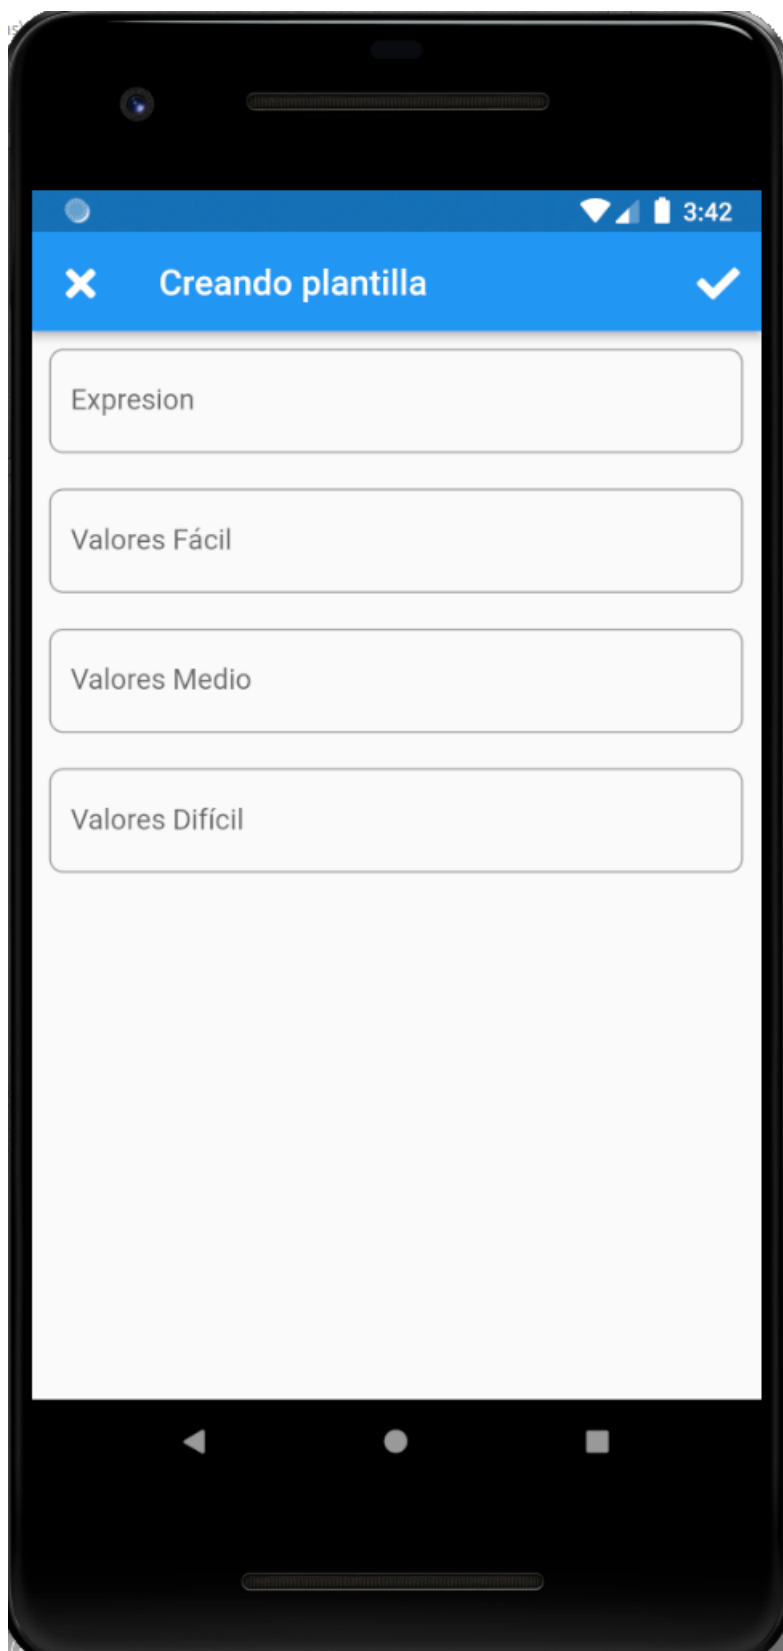 3:42
Creando plantilla
Expresion
Valores Fácil
Valores Medio
Valores Difícil